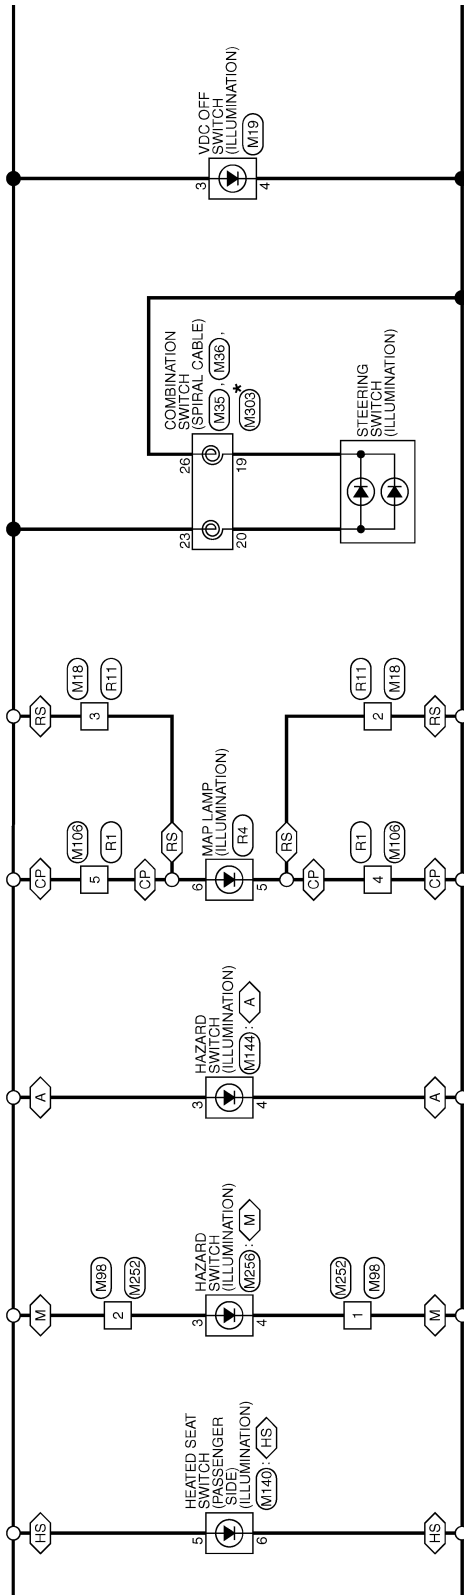 HS
5
HEATED SEAT
SWITCH
(PASSENGER
SIDE)
(ILLUMINATION)
M140 : HS
6
HS
M
2
M98
M252
3
HAZARD
SWITCH
(ILLUMINATION)
M256 : M
4
1
M252
M98
M
A
3
HAZARD
SWITCH
(ILLUMINATION)
M144 : A
4
A
CP
5
M106
R1
CP
6
MAP LAMP
(ILLUMINATION)
R4
5
CP
4
R1
M106
CP
RS
3
M18
R11
RS
RS
2
R11
M18
RS
23
26
COMBINATION
SWITCH
(SPIRAL CABLE)
M35 , M36 ,
M303 *
20
19
STEERING
SWITCH
(ILLUMINATION)
3
VDC OFF
SWITCH
(ILLUMINATION)
M19
4